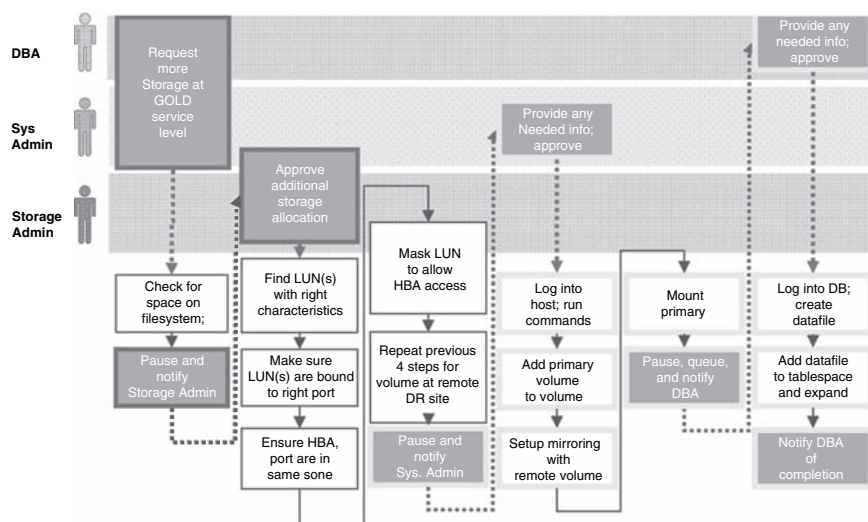 DBA
Sys
Admin
Storage
Admin
Request
more
Storage at
GOLD
service
level
Check for
space on
filesystem;
Pause and
notify
Storage Admin
Approve
additional
storage
allocation
Find LUN(s)
with right
characteristics
Make sure
LUN(s) are bound
to right port
Ensure HBA,
port are in
same sone
Mask LUN
to allow
HBA access
Repeat previous
4 steps for
volume at remote
DR site
Pause and
notify
Sys. Admin
Provide any
Needed info;
approve
Log into
host; run
commands
Add primary
volume
to volume
Setup mirroring
with
remote volume
Mount
primary
Pause, queue,
and notify
DBA
Provide any
needed info;
approve
Log into DB;
create
datafile
Add datafile
to tablespace
and expand
Notify DBA
of
completion